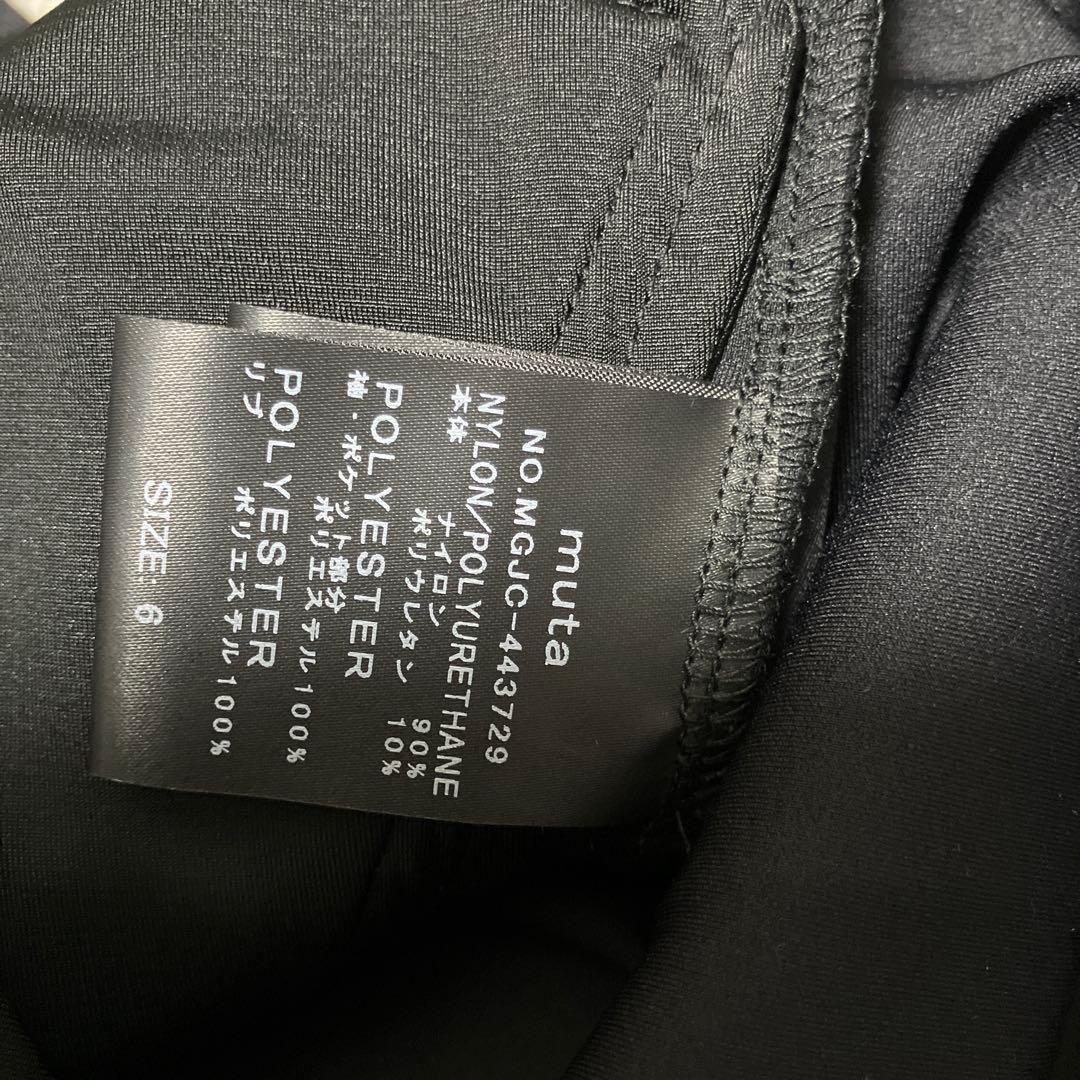 muta
NO.MGJC-443729
NYLON/POLYURETHANE
本体 ナイロン 90%
ポリウレタン 10%
POLYESTER
袖・ポケット部分
ポリエステル100%
POLYESTER
リブ ポリエステル100%
SIZE: 6